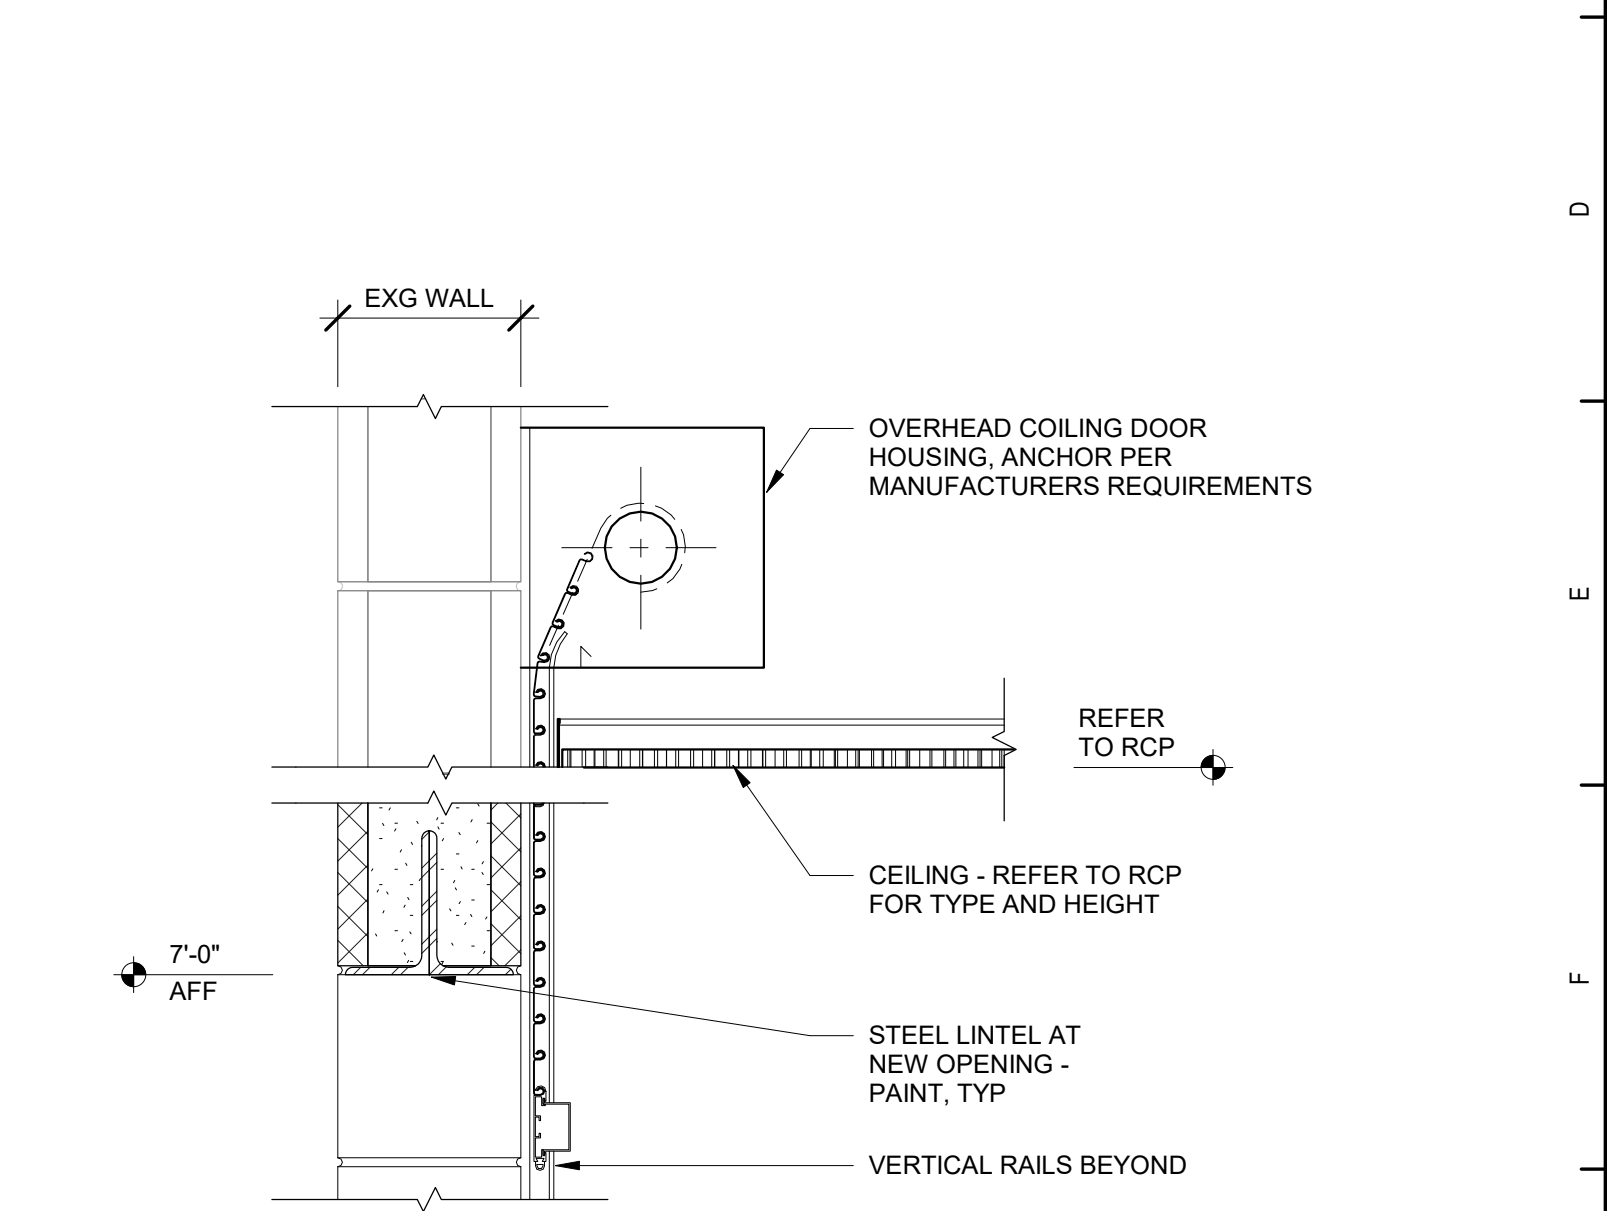 D
EXG WALL
OVERHEAD COILING DOOR
HOUSING, ANCHOR PER
MANUFACTURERS REQUIREMENTS
E
REFER
TO RCP
CEILING - REFER TO RCP
FOR TYPE AND HEIGHT
7'-0"
AFF
F
STEEL LINTEL AT
NEW OPENING -
PAINT, TYP
VERTICAL RAILS BEYOND